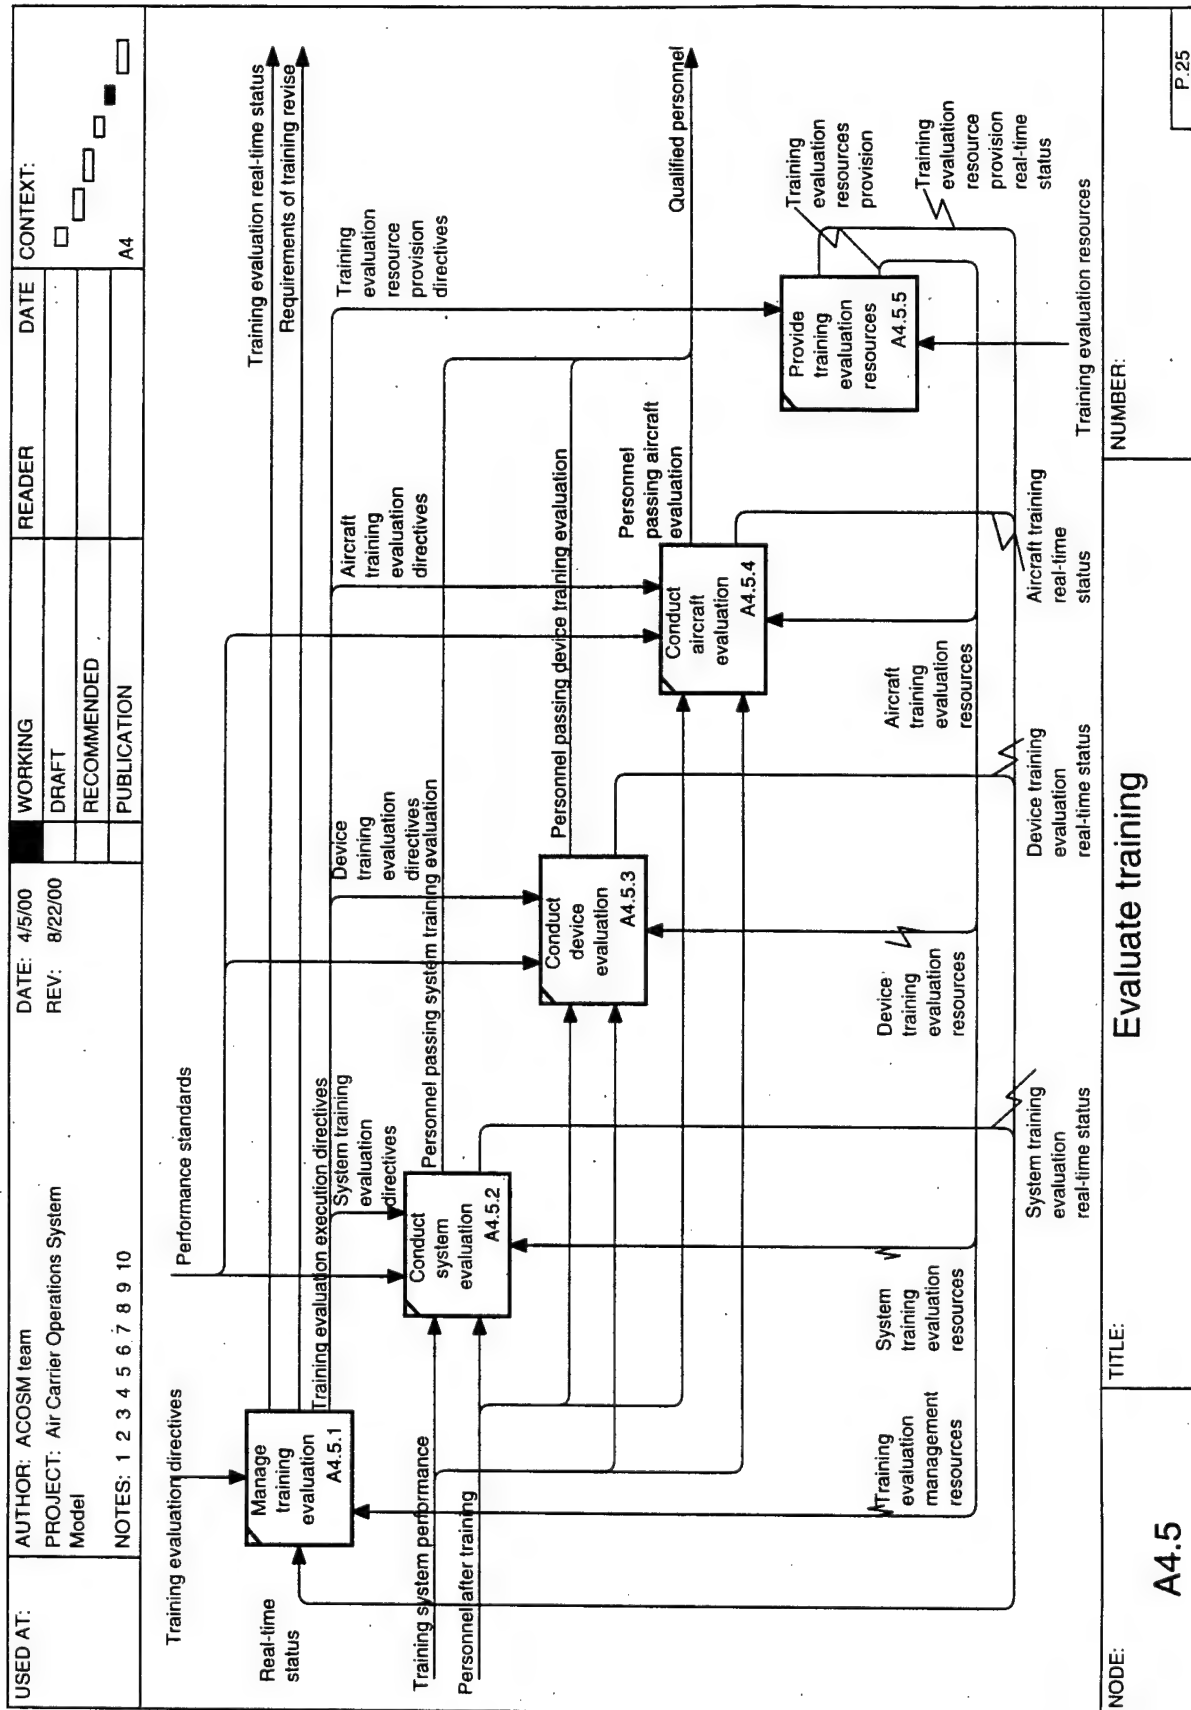 USED AT:
AUTHOR: ACOSM team
PROJECT: Air Carrier Operations System
Model
NOTES: 1 2 3 4 5 6 7 8 9 10
DATE: 4/5/00
REV: 8/22/00
WORKING
DRAFT
RECOMMENDED
PUBLICATION
READER
DATE
CONTEXT:
A4
Training evaluation directives
Performance standards
Training evaluation real-time status
Requirements of training revise
Real-time
status
Manage
training
evaluation
A4.5.1
Training evaluation execution directives
System training
evaluation
directives
Device
training
evaluation
directives
Aircraft
training
evaluation
directives
Training
evaluation
resource
provision
directives
Training system performance
Personnel after training
Conduct
system
evaluation
A4.5.2
Personnel passing system training evaluation
Conduct
device
evaluation
A4.5.3
Personnel passing device training evaluation
Conduct
aircraft
evaluation
A4.5.4
Personnel
passing aircraft
evaluation
Qualified personnel
Provide
training
evaluation
resources
A4.5.5
Training
evaluation
resources
provision
Training
evaluation
resource
provision
real-time
status
Training
evaluation
management
resources
System
training
evaluation
resources
Device
training
evaluation
resources
Aircraft
training
evaluation
resources
System training
evaluation
real-time status
Device training
evaluation
real-time status
Aircraft training
real-time
status
Training evaluation resources
NODE:
A4.5
TITLE:
Evaluate training
NUMBER:
P.25